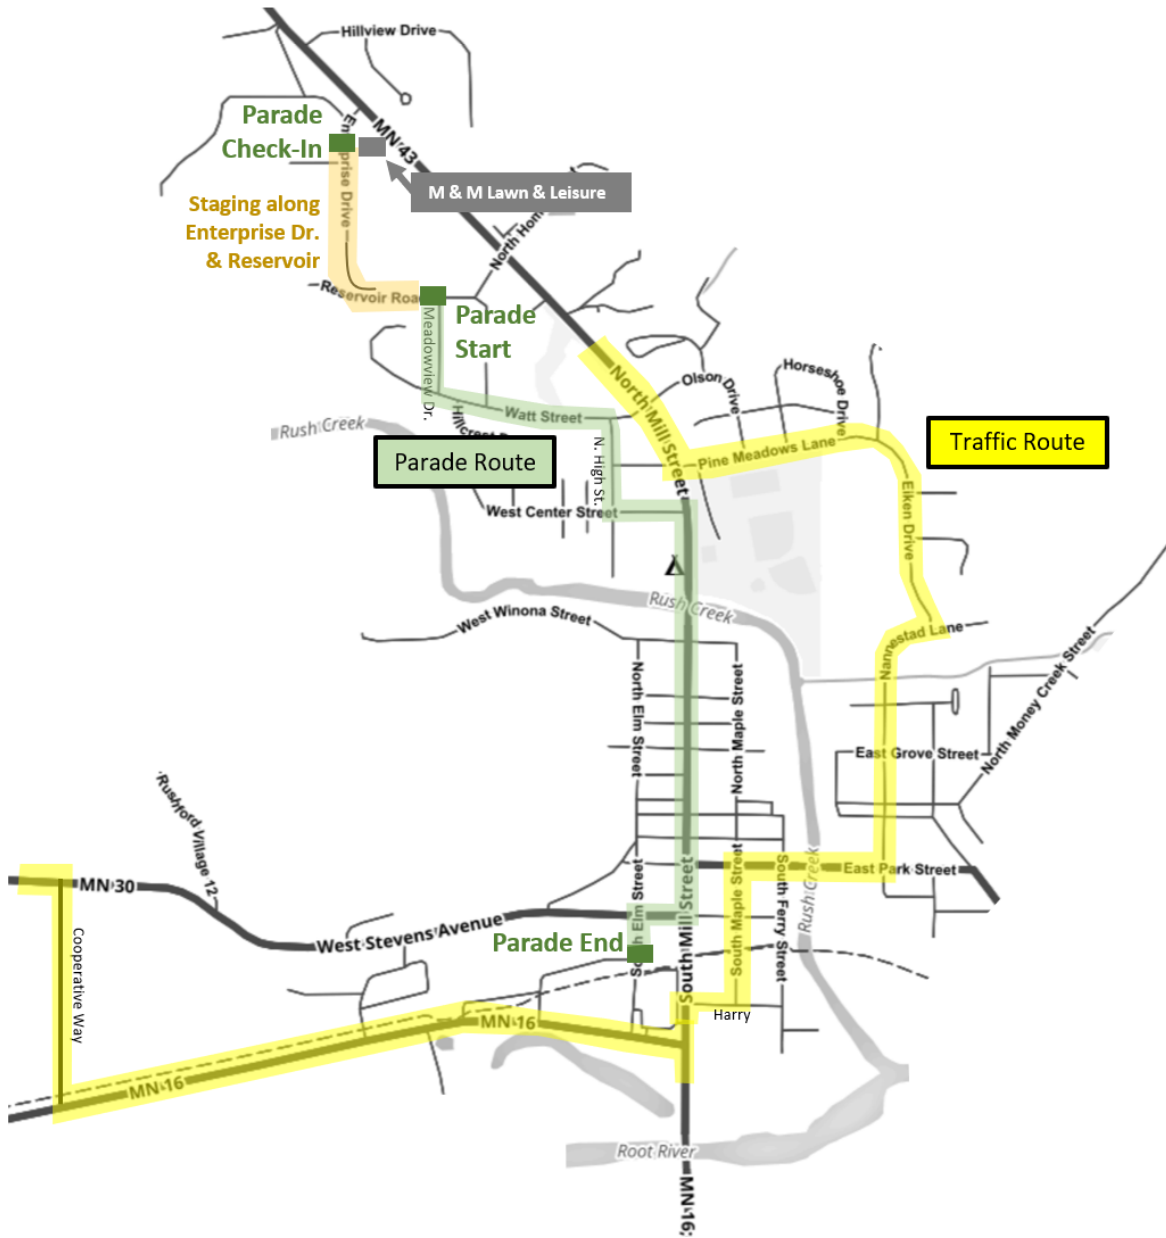 Hillview Drive
Parade
Check-In
Enterprise Drive
MN 43
M & M Lawn & Leisure
Staging along
Enterprise Dr.
& Reservoir
North Hom
Reservoir Roa
Parade
Start
Meadowview Dr.
North Mill Street
Olson Drive
Horseshoe Drive
Watt Street
Hillcrest
Rush Creek
Parade Route
N. High St.
Pine Meadows Lane
Traffic Route
West Center Street
Eiken Drive
Rush Creek
West Winona Street
Nannestad Lane
North Elm Street
North Maple Street
North Money Creek Street
East Grove Street
Rushford Village 12
MN 30
South Mill Street
South Maple Street
South Ferry Street
Rush Creek
East Park Street
West Stevens Avenue
South Elm Street
Parade End
Cooperative Way
Harry
MN 16
MN 16
Root River
MN 16;